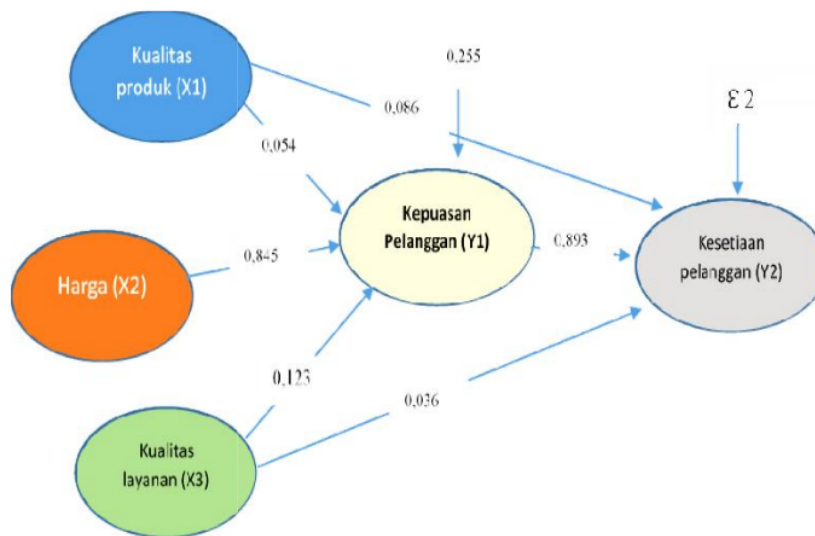 Kualitas
produk (X1)
0,255
0,086
Ɛ 2
0,054
Kepuasan
Pelanggan (Y1)
0,893
Kesetiaan
pelanggan (Y2)
0,845
Harga (X2)
0,123
0,036
Kualitas
layanan (X3)